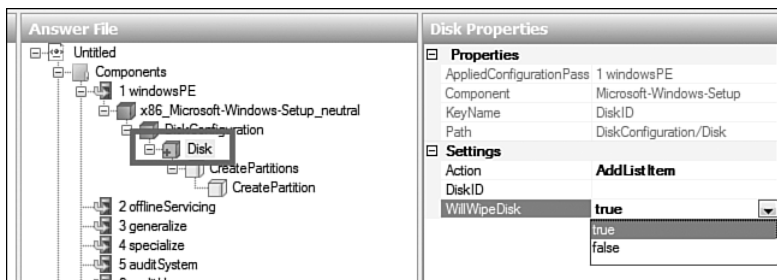 Answer File
Untitled
Components
1 windowsPE
x86_Microsoft-Windows-Setup_neutral
DiskConfiguration
Disk
CreatePartitions
CreatePartition
2 offlineServicing
3 generalize
4 specialize
5 auditSystem
Disk Properties
Properties
AppliedConfigurationPass 1 windowsPE
Component Microsoft-Windows-Setup
KeyName DiskID
Path DiskConfiguration/Disk
Settings
Action AddListItem
DiskID
WillWipeDisk true
true
false